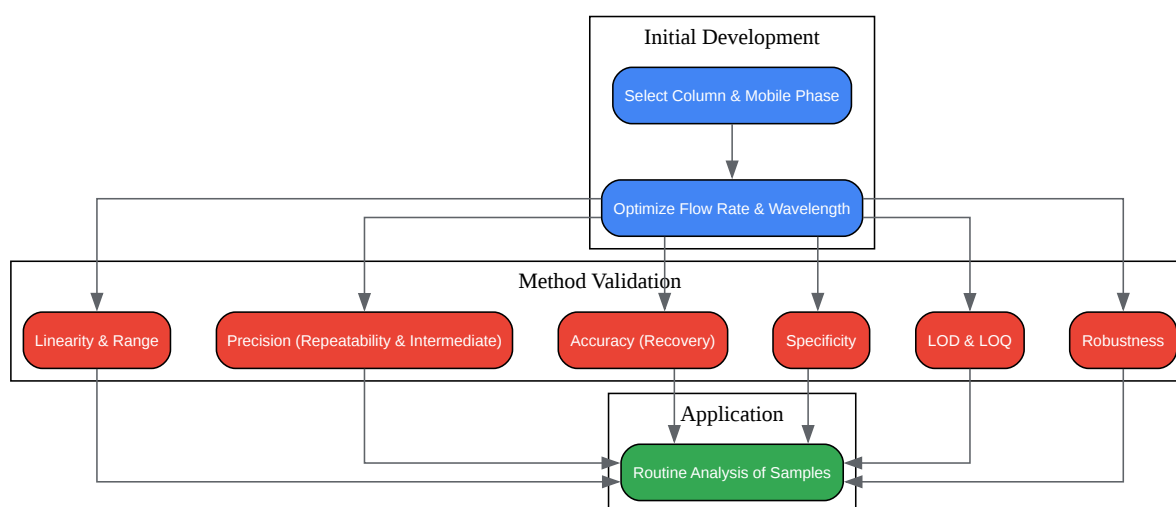 Initial Development
Select Column & Mobile Phase
Optimize Flow Rate & Wavelength
Method Validation
Linearity & Range
Precision (Repeatability & Intermediate)
Accuracy (Recovery)
Specificity
LOD & LOQ
Robustness
Application
Routine Analysis of Samples